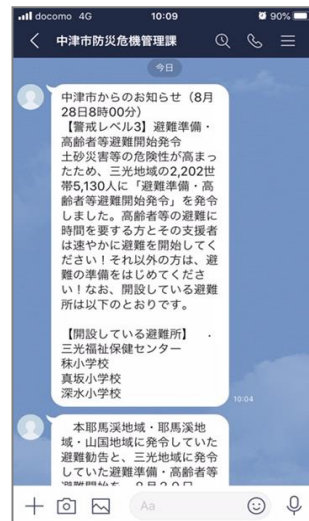 docomo 4G 10:09 90%
中津市防災危機管理課
今日
中津市からのお知らせ（8月
28日8時00分）
【警戒レベル3】避難準備・
高齢者等避難開始発令
土砂災害等の危険性が高まっ
たため、三光地域の2,202世
帯5,130人に「避難準備・高
齢者等避難開始発令」を発令
しました。高齢者等の避難に
時間を要する方とその支援者
は速やかに避難を開始してく
ださい！それ以外の方は、避
難の準備をはじめてくださ
い！なお、開設している避難
所は以下のとおりです。
【開設している避難所】 .
三光福祉保健センター
秣小学校
真坂小学校
深水小学校
10:04
本耶馬渓地域・耶馬渓地
域・山国地域に発令していた
避難勧告と、三光地域に発令
していた避難準備・高齢者等
避難開始を、８月２９日
Aa